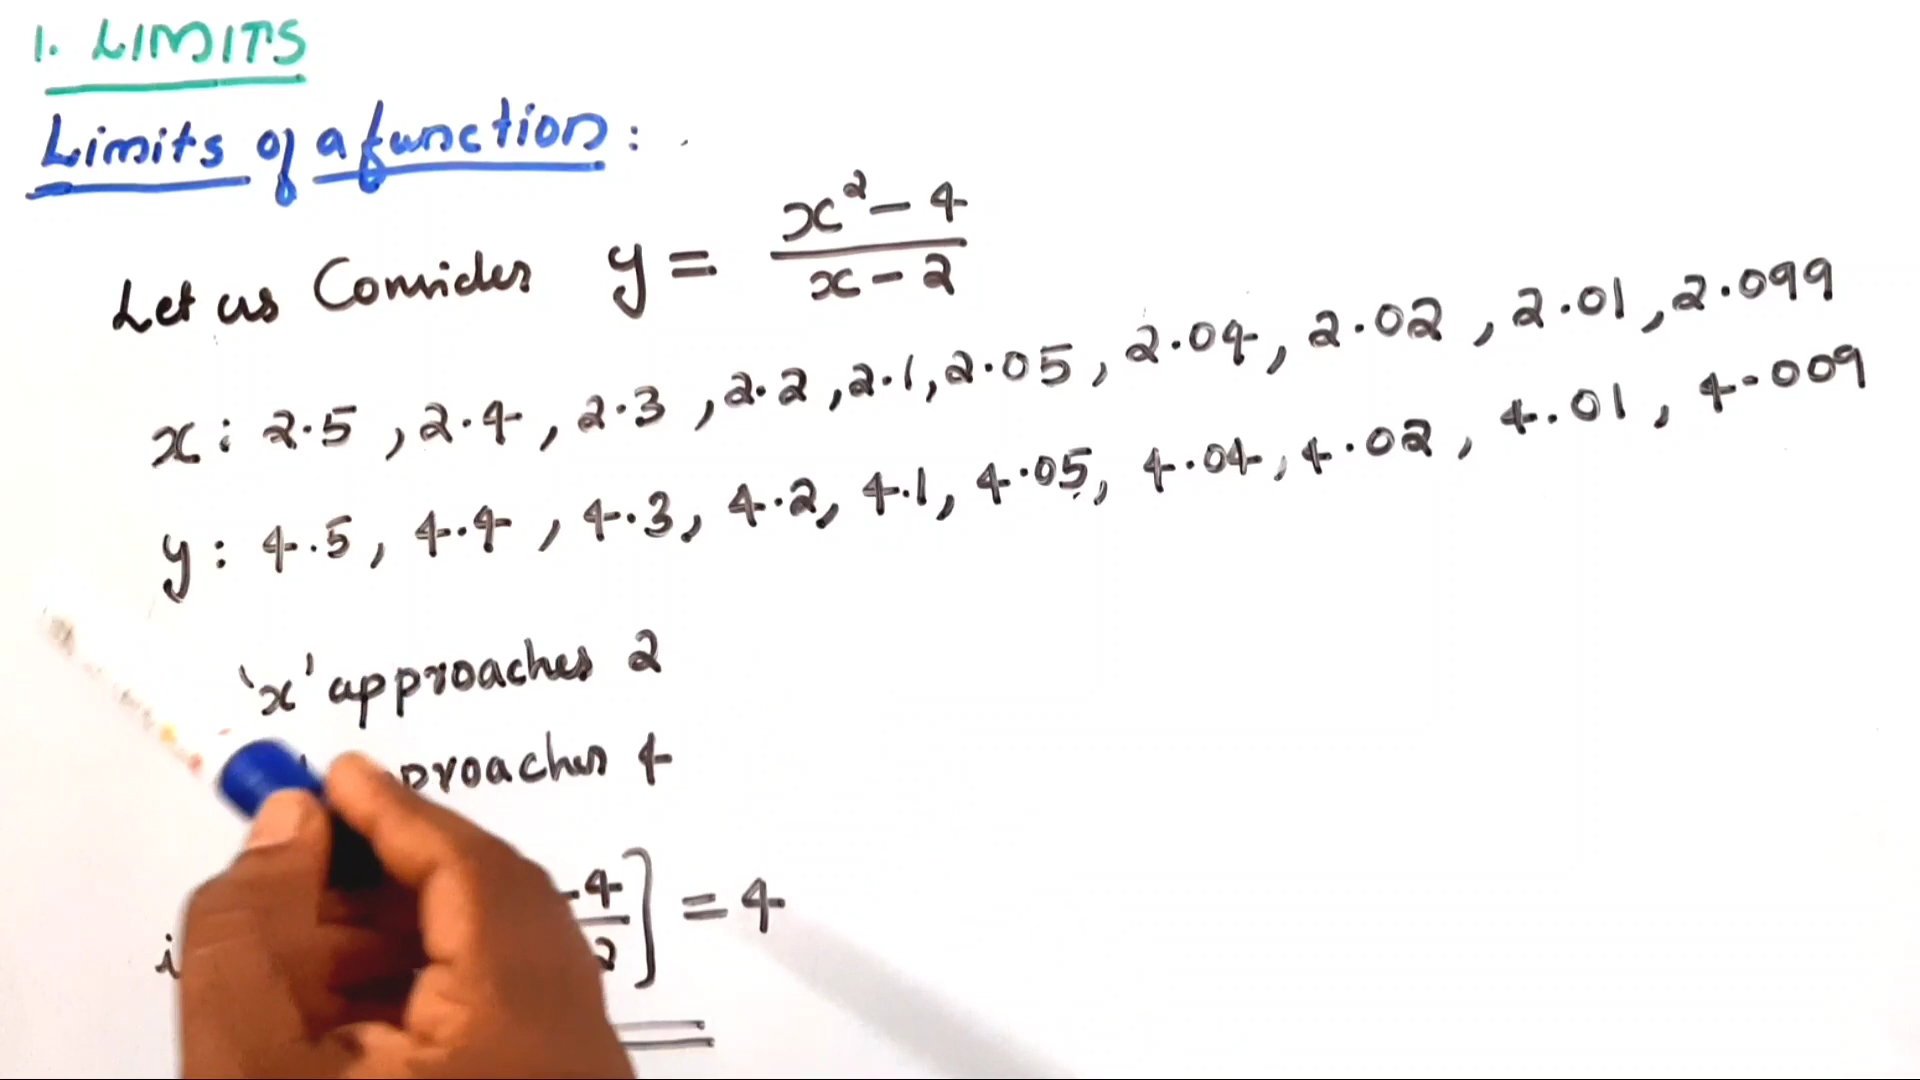 1. LIMITS
Limits of a function :
Let us Consider y = x² - 4 / x - 2
x : 2.5 , 2.4 , 2.3 , 2.2 , 2.1 , 2.05 , 2.04 , 2.02 , 2.01 , 2.099
y : 4.5 , 4.4 , 4.3 , 4.2 , 4.1 , 4.05 , 4.04 , 4.02 , 4.01 , 4.009
'x' approaches 2
proaches 4
i - 4 / 2 ] = 4